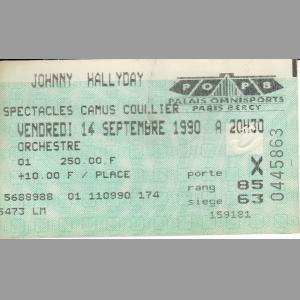 JOHNNY HALLYDAY
POPB
PALAIS OMNISPORTS
PARIS BERCY
SPECTACLES CAMUS COULLIER
VENDREDI 14 SEPTEMBRE 1990 A 20H30
ORCHESTRE
01 250.00 F
+10.00 F / PLACE
porte X
rang 85
siege 63
5688988 01 110990 174
5473 LM
159181
0445863